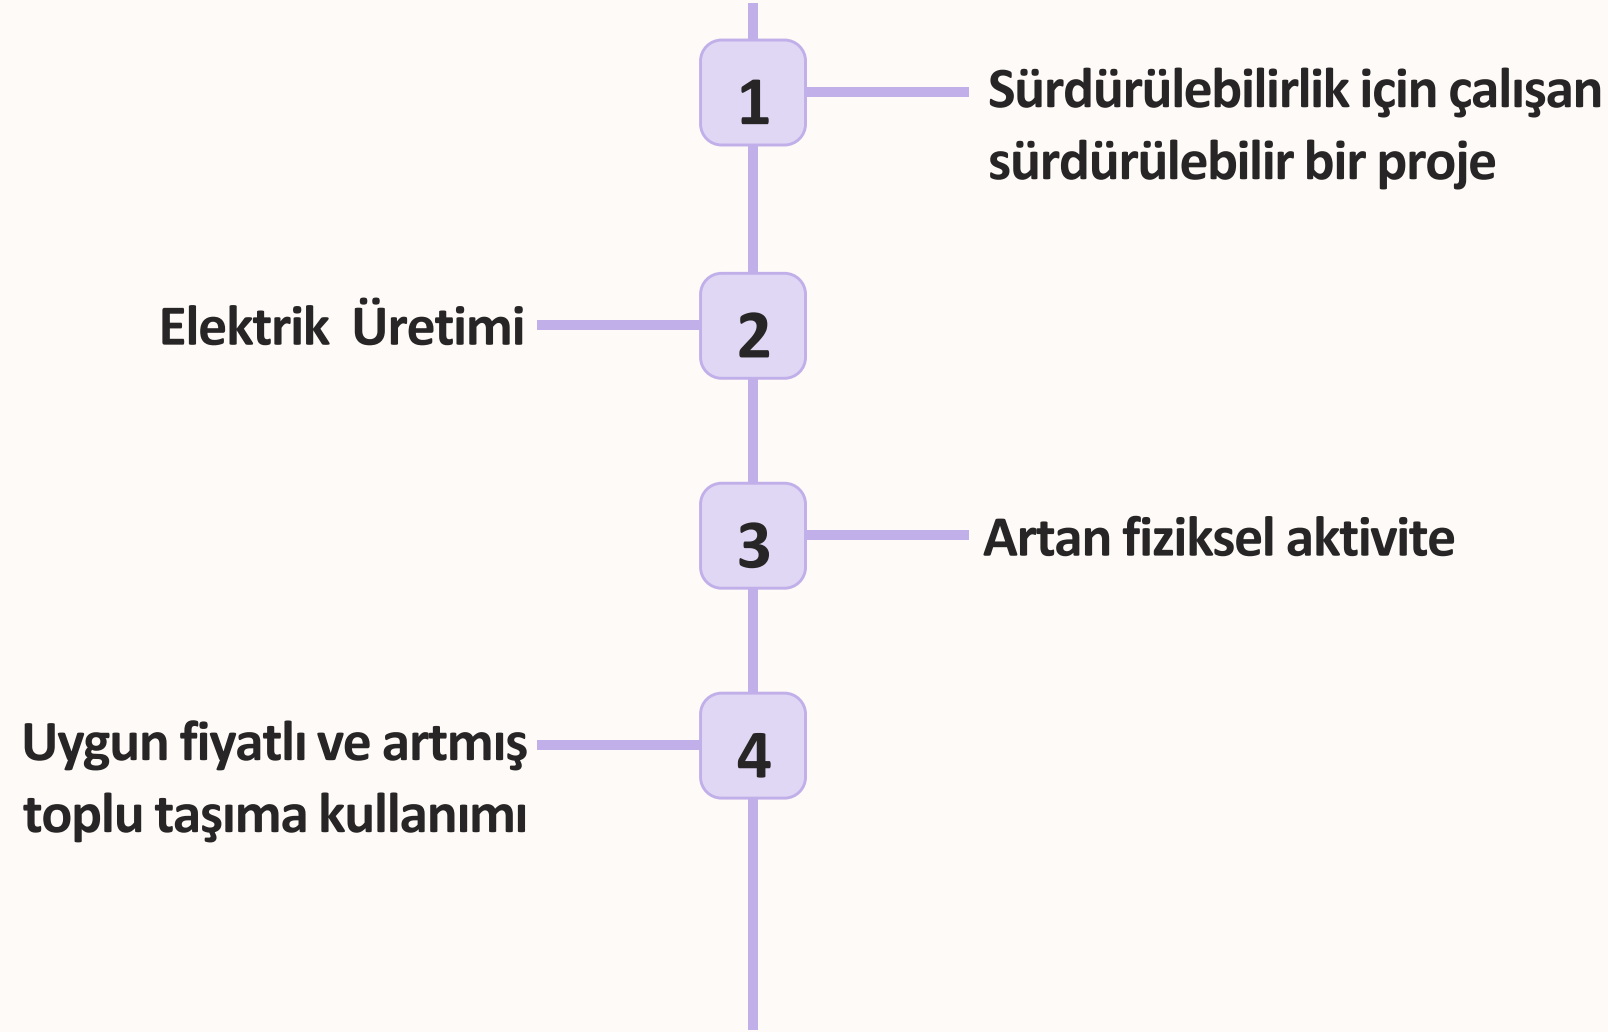 1
Sürdürülebilirlik için çalışan
sürdürülebilir bir proje
2
Elektrik  Üretimi
3
Artan fiziksel aktivite
4
Uygun fiyatlı ve artmış
toplu taşıma kullanımı